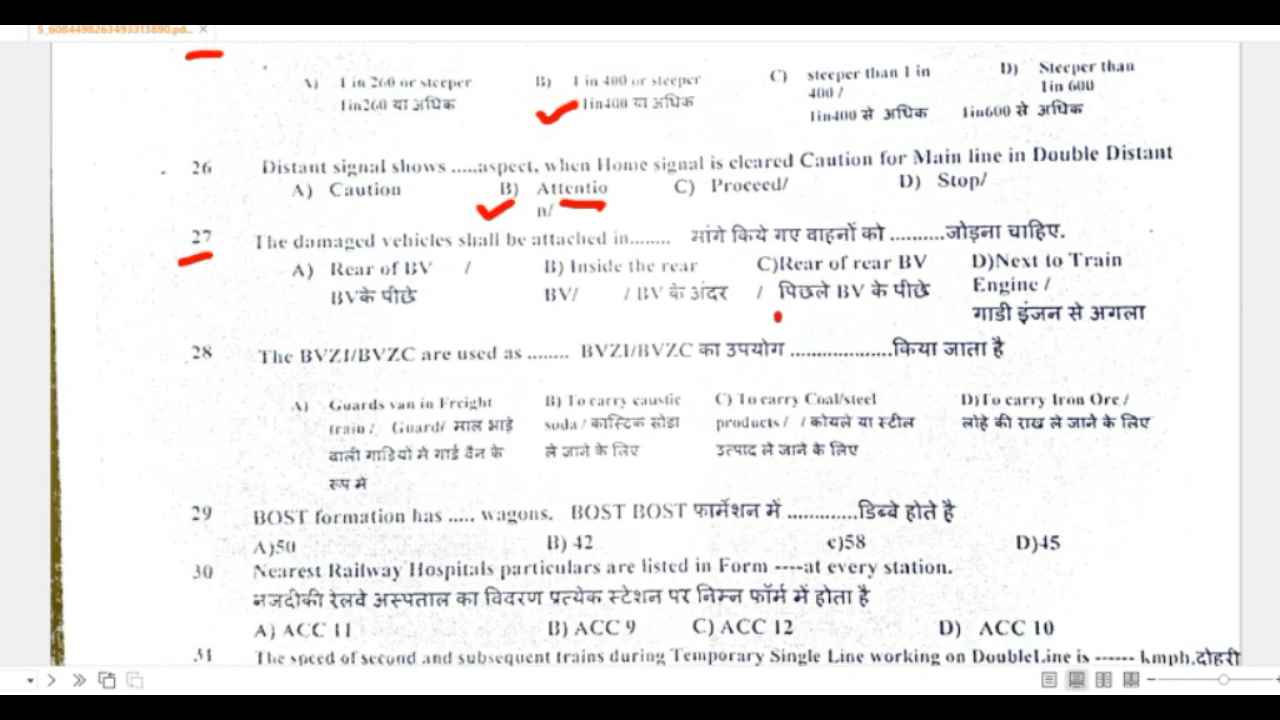 5_6084498263493313890.pd..
A) 1 in 260 or steeper B) 1 in 400 or steeper C) steeper than 1 in D) Steeper than
400 / 1in 600
1in260 या अधिक 1in400 या अधिक 1in400 से अधिक 1in600 से अधिक
26 Distant signal shows .....aspect, when Home signal is cleared Caution for Main line in Double Distant
A) Caution B) Attentio C) Proceed/ D) Stop/
n/
27 The damaged vehicles shall be attached in........ मांगे किये गए वाहनों को ..........जोड़ना चाहिए.
A) Rear of BV / B) Inside the rear C)Rear of rear BV D)Next to Train
BVके पीछे BV/ / BV के अंदर / पिछले BV के पीछे Engine /
गाडी इंजन से अगला
28 The BVZI/BVZC are used as ........ BVZI/BVZC का उपयोग ....................किया जाता है
A) Guards van in Freight B) To carry caustic C) To carry Coal/steel D)To carry Iron Ore /
train / Guard/ माल भाड़े soda / कास्टिक सोडा products/ / कोयले या स्टील लोहे की राख ले जाने के लिए
वाली गाडियों मे गार्ड वैन के ले जाने के लिए उत्पाद ले जाने के लिए
रूप मे
29 BOST formation has ..... wagons. BOST BOST फार्मेशन में .............डिब्बे होते है
A)50 B) 42 c)58 D)45
30 Nearest Railway Hospitals particulars are listed in Form ----at every station.
नजदीकी रेलवे अस्पताल का विवरण प्रत्येक स्टेशन पर निम्न फॉर्म में होता है
A) ACC 11 B) ACC 9 C) ACC 12 D) ACC 10
31 The speed of second and subsequent trains during Temporary Single Line working on DoubleLine is ------ kmph.दोहरी